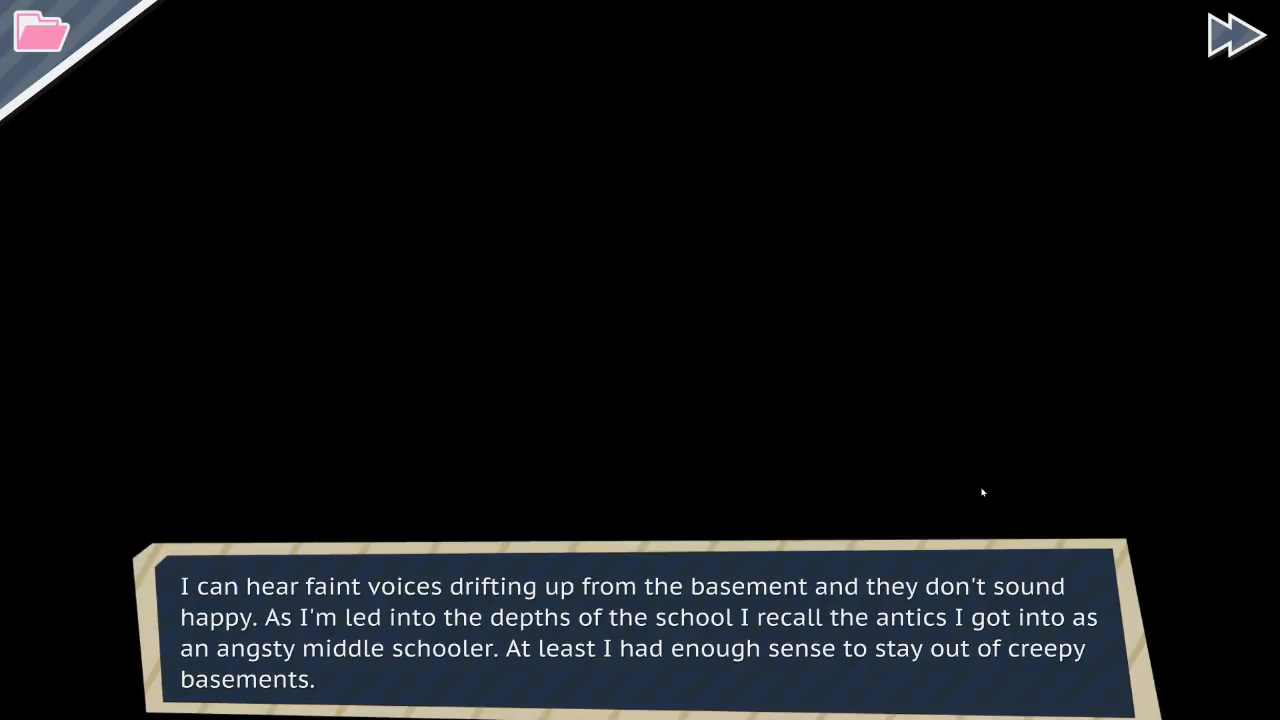 I can hear faint voices drifting up from the basement and they don't sound
happy. As I'm led into the depths of the school I recall the antics I got into as
an angsty middle schooler. At least I had enough sense to stay out of creepy
basements.